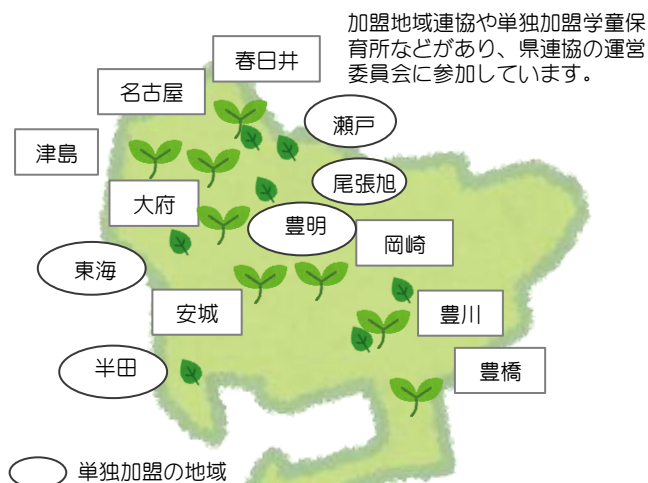 加盟地域連協や単独加盟学童保
育所などがあり、県連協の運営
委員会に参加しています。
春日井
名古屋
瀬戸
津島
尾張旭
大府
豊明
岡崎
東海
安城
豊川
半田
豊橋
単独加盟の地域